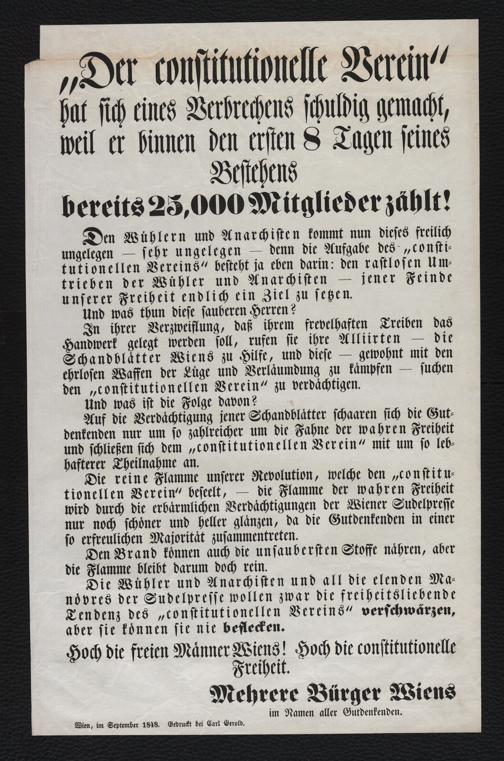 „Der constitutionelle Verein“
hat sich eines Verbrechens schuldig gemacht,
weil er binnen den ersten 8 Tagen seines
Bestehens
bereits 25,000 Mitglieder zählt!
Den Wühlern und Anarchisten kommt nun dieses freilich
ungelegen — sehr ungelegen — denn die Aufgabe des „consti-
tutionellen Vereins“ besteht ja eben darin: den rastlosen Um-
trieben der Wühler und Anarchisten — jener Feinde
unserer Freiheit endlich ein Ziel zu setzen.
Und was thun diese sauberen Herren?
In ihrer Verzweiflung, daß ihrem frevelhaften Treiben das
Handwerk gelegt werden soll, rufen sie ihre Alliirten — die
Schandblätter Wiens zu Hilfe, und diese — gewohnt mit den
ehrlosen Waffen der Lüge und Verläumdung zu kämpfen — suchen
den „constitutionellen Verein“ zu verdächtigen.
Und was ist die Folge davon?
Auf die Verdächtigung jener Schandblätter schaaren sich die Gut-
denkenden nur um so zahlreicher um die Fahne der wahren Freiheit
und schließen sich dem „constitutionellen Verein“ mit um so leb-
hafterer Theilnahme an.
Die reine Flamme unserer Revolution, welche den „constitu-
tionellen Verein“ beseelt, — die Flamme der wahren Freiheit
wird durch die erbärmlichen Verdächtigungen der Wiener Sudelpresse
nur noch schöner und heller glänzen, da die Gutdenkenden in einer
so erfreulichen Majorität zusammentreten.
Den Brand können auch die unsaubersten Stoffe nähren, aber
die Flamme bleibt darum doch rein.
Die Wühler und Anarchisten und all die elenden Ma-
növres der Sudelpresse wollen zwar die freiheitsliebende
Tendenz des „constitutionellen Vereins“ verschwärzen,
aber sie können sie nie beflecken.
Hoch die freien Männer Wiens! Hoch die constitutionelle
Freiheit.
Mehrere Bürger Wiens
im Namen aller Gutdenkenden.
Wien, im September 1848. Gedruckt bei Carl Gerold.